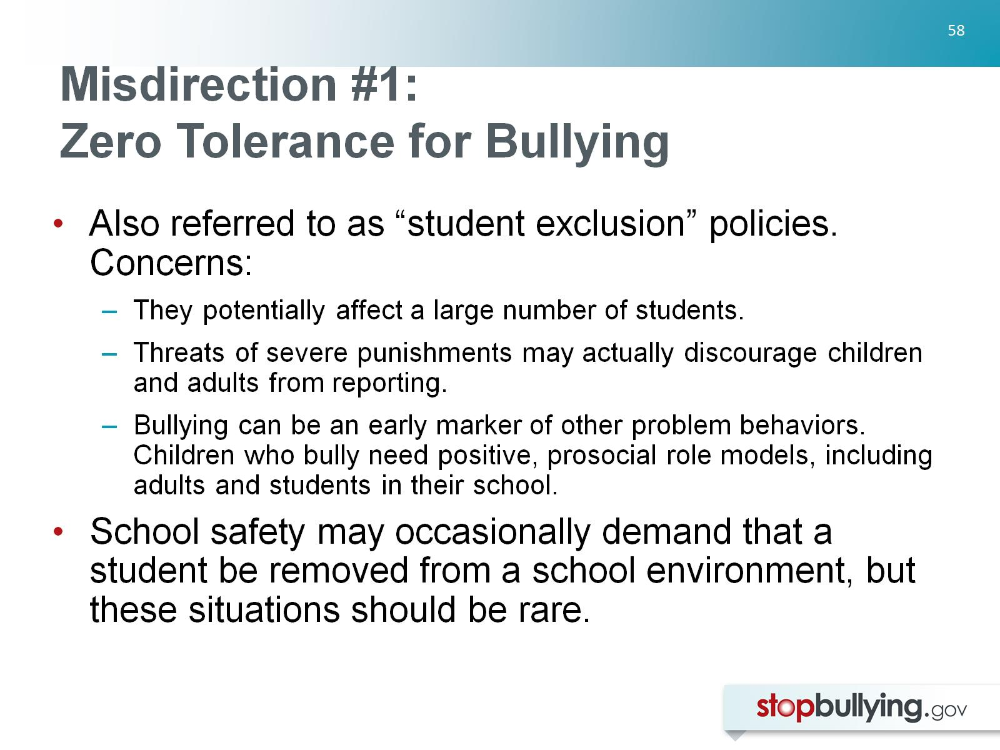 58
Misdirection #1:
Zero Tolerance for Bullying
• Also referred to as “student exclusion” policies.
Concerns:
– They potentially affect a large number of students.
– Threats of severe punishments may actually discourage children
and adults from reporting.
– Bullying can be an early marker of other problem behaviors.
Children who bully need positive, prosocial role models, including
adults and students in their school.
• School safety may occasionally demand that a
student be removed from a school environment, but
these situations should be rare.
stopbullying.gov